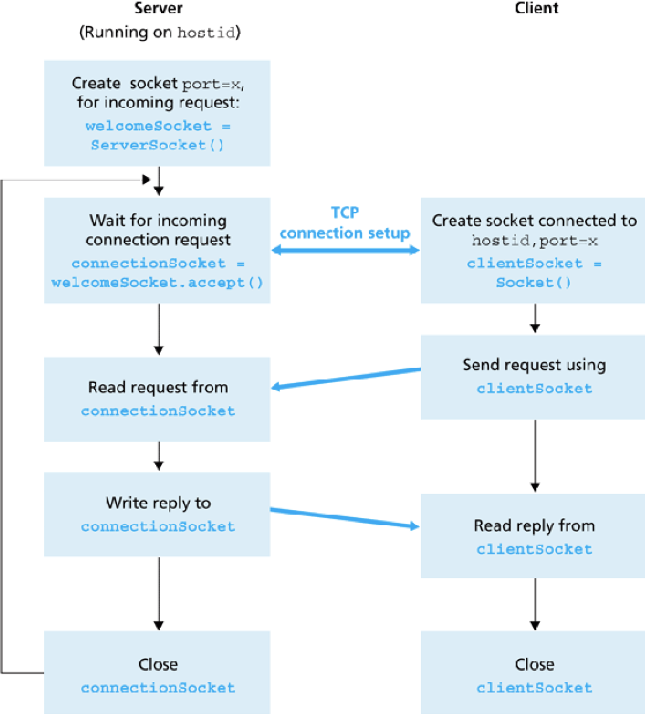 Server
(Running on hostid)
Client
Create socket port=x,
for incoming request:
welcomeSocket =
ServerSocket()
Wait for incoming
connection request
connectionSocket =
welcomeSocket.accept()
TCP
connection setup
Create socket connected to
hostid,port=x
clientSocket =
Socket()
Read request from
connectionSocket
Send request using
clientSocket
Write reply to
connectionSocket
Read reply from
clientSocket
Close
connectionSocket
Close
clientSocket